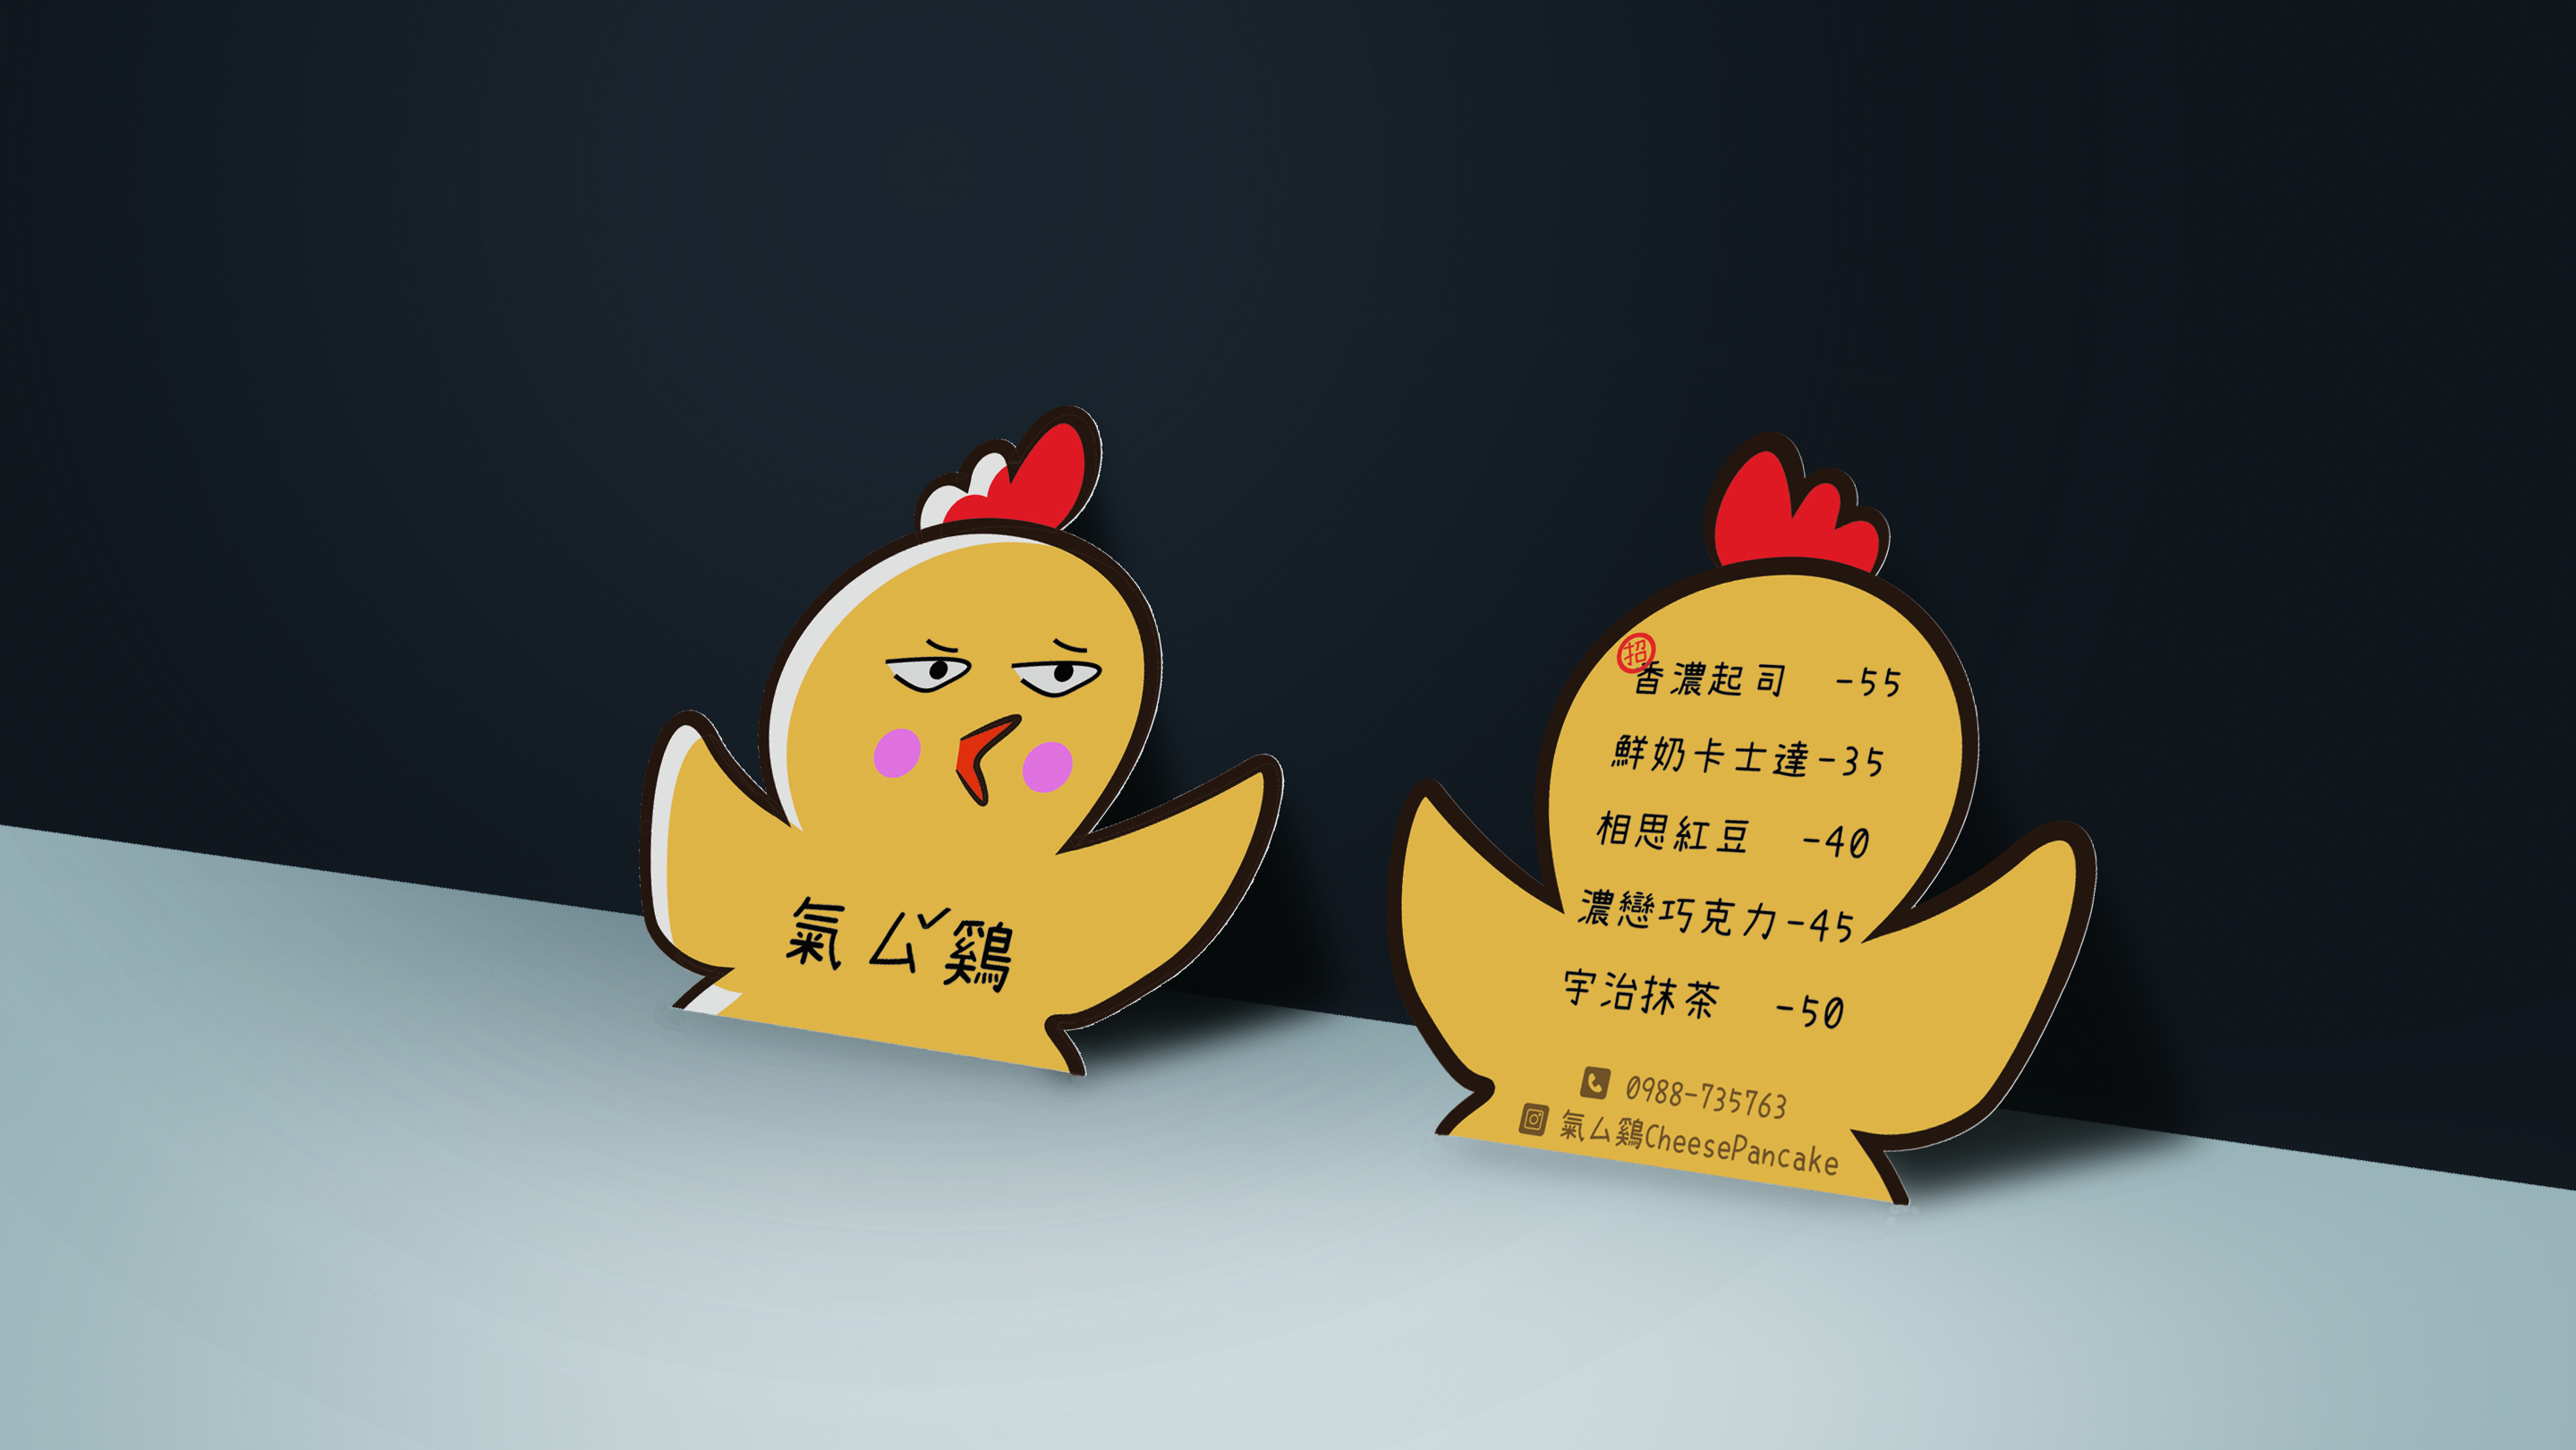 氣ㄙˇ鷄
招
香濃起司 -55
鮮奶卡士達-35
相思紅豆 -40
濃戀巧克力-45
宇治抹茶 -50
0988-735763
氣ㄙ鷄CheesePancake